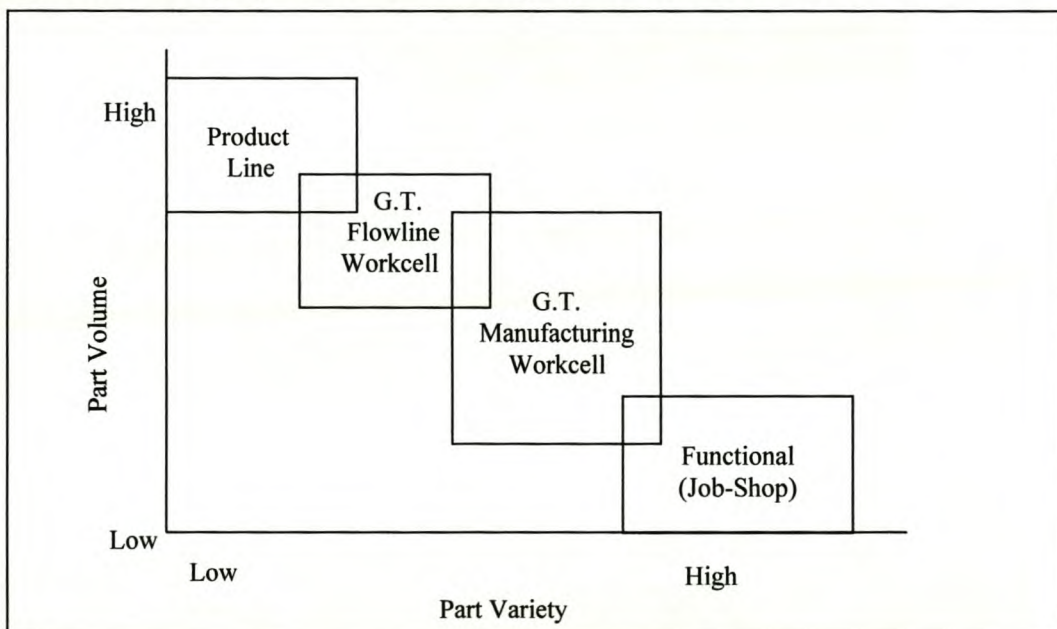 High
Product
Line
G.T.
Flowline
Workcell
G.T.
Manufacturing
Workcell
Part Volume
Functional
(Job-Shop)
Low
Low
High
Part Variety